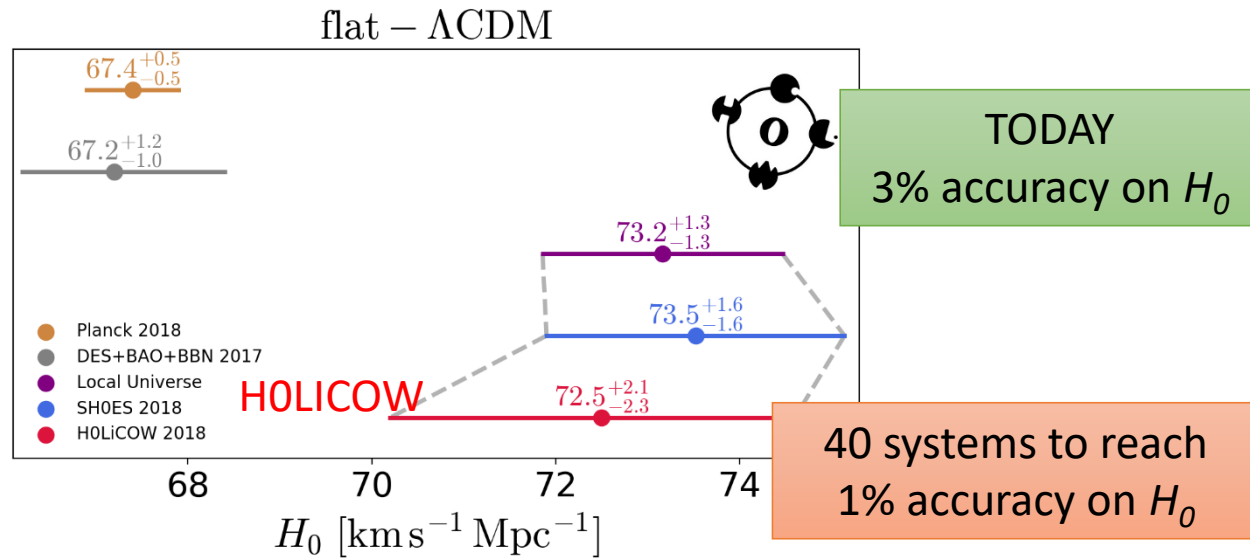 flat − ΛCDM
67.4 +0.5 −0.5
67.2 +1.2 −1.0
TODAY
3% accuracy on H0
73.2 +1.3 −1.3
73.5 +1.6 −1.6
Planck 2018
DES+BAO+BBN 2017
Local Universe
SH0ES 2018
H0LiCOW 2018
H0LICOW
72.5 +2.1 −2.3
40 systems to reach
1% accuracy on H0
68 70 72 74
H0 [km s−1 Mpc−1]